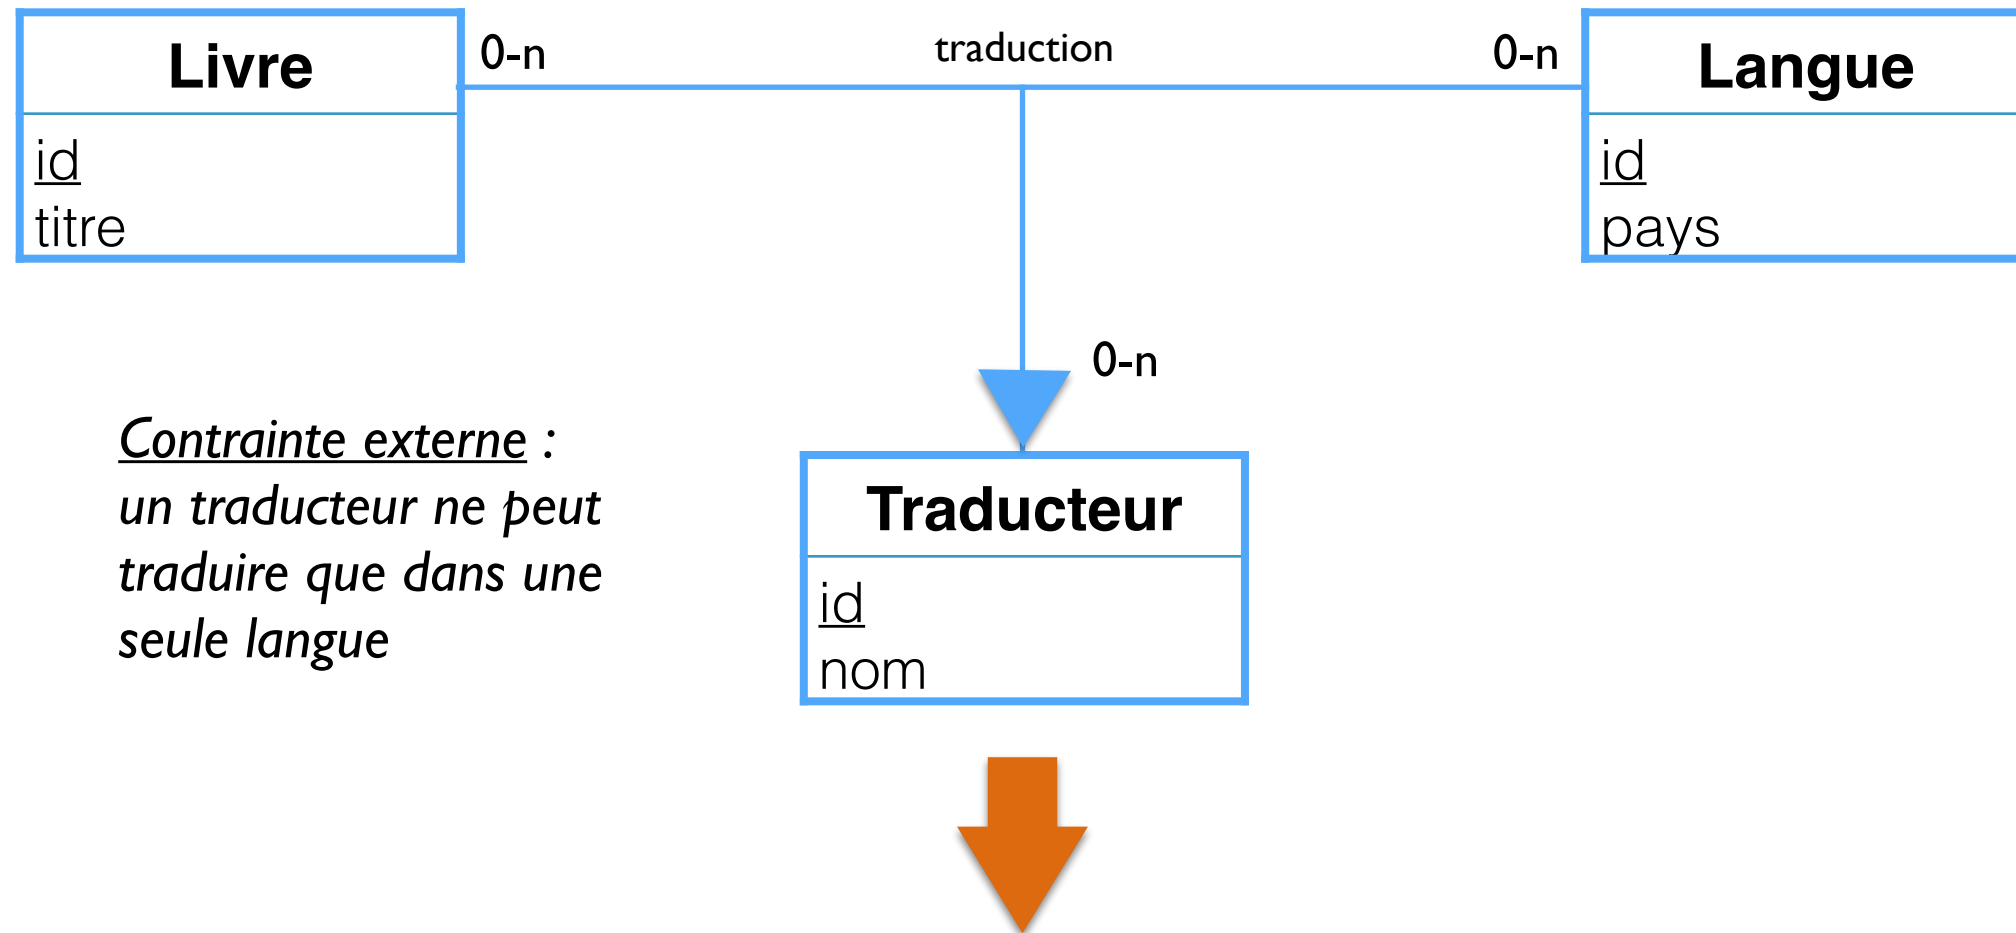 Livre
0-n
traduction
0-n
Langue
id
titre
id
pays
0-n
Contrainte externe :
un traducteur ne peut
traduire que dans une
seule langue
Traducteur
id
nom